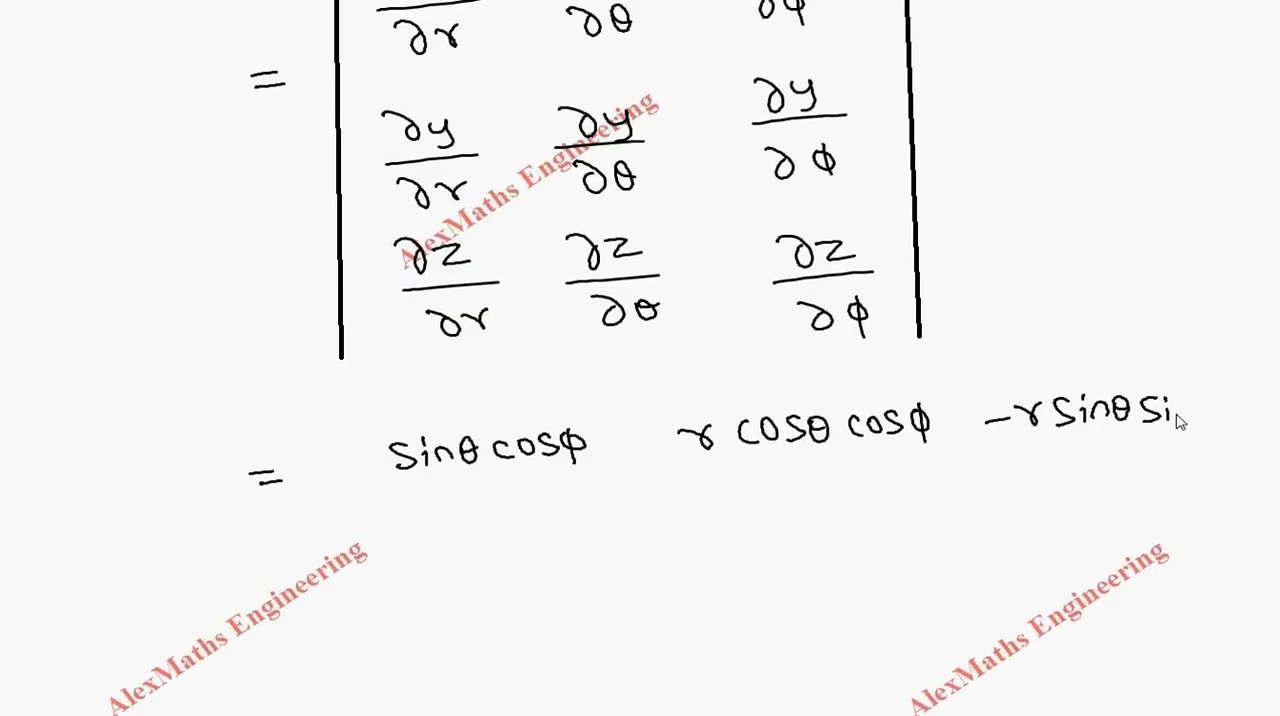 ∂r ∂θ ∂ϕ
=
∂y ∂y ∂y
∂r ∂θ ∂ϕ
∂z ∂z ∂z
∂r ∂θ ∂ϕ
= sinθ cosϕ r cosθ cosϕ -r sinθ si
AlexMaths Engineering
AlexMaths Engineering
AlexMaths Engineering